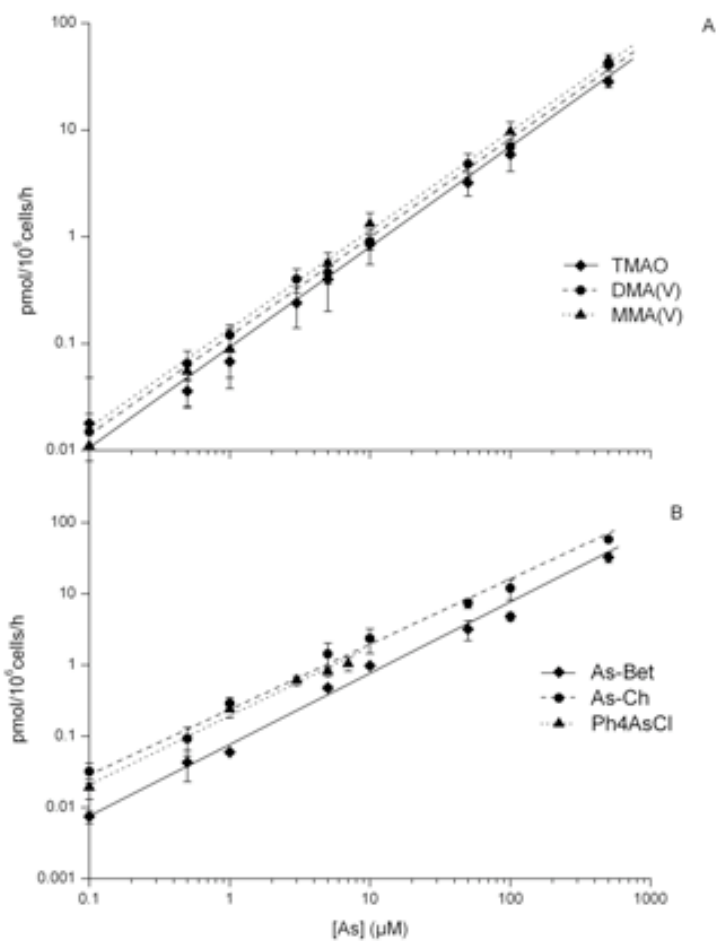 A
100
10
1
0.1
0.01
pmol/10⁶cells/h
TMAO
DMA(V)
MMA(V)
B
100
10
1
0.1
0.01
0.001
pmol/10⁶cells/h
As-Bet
As-Ch
Ph4AsCl
0.1 1 10 100 1000
[As] (µM)